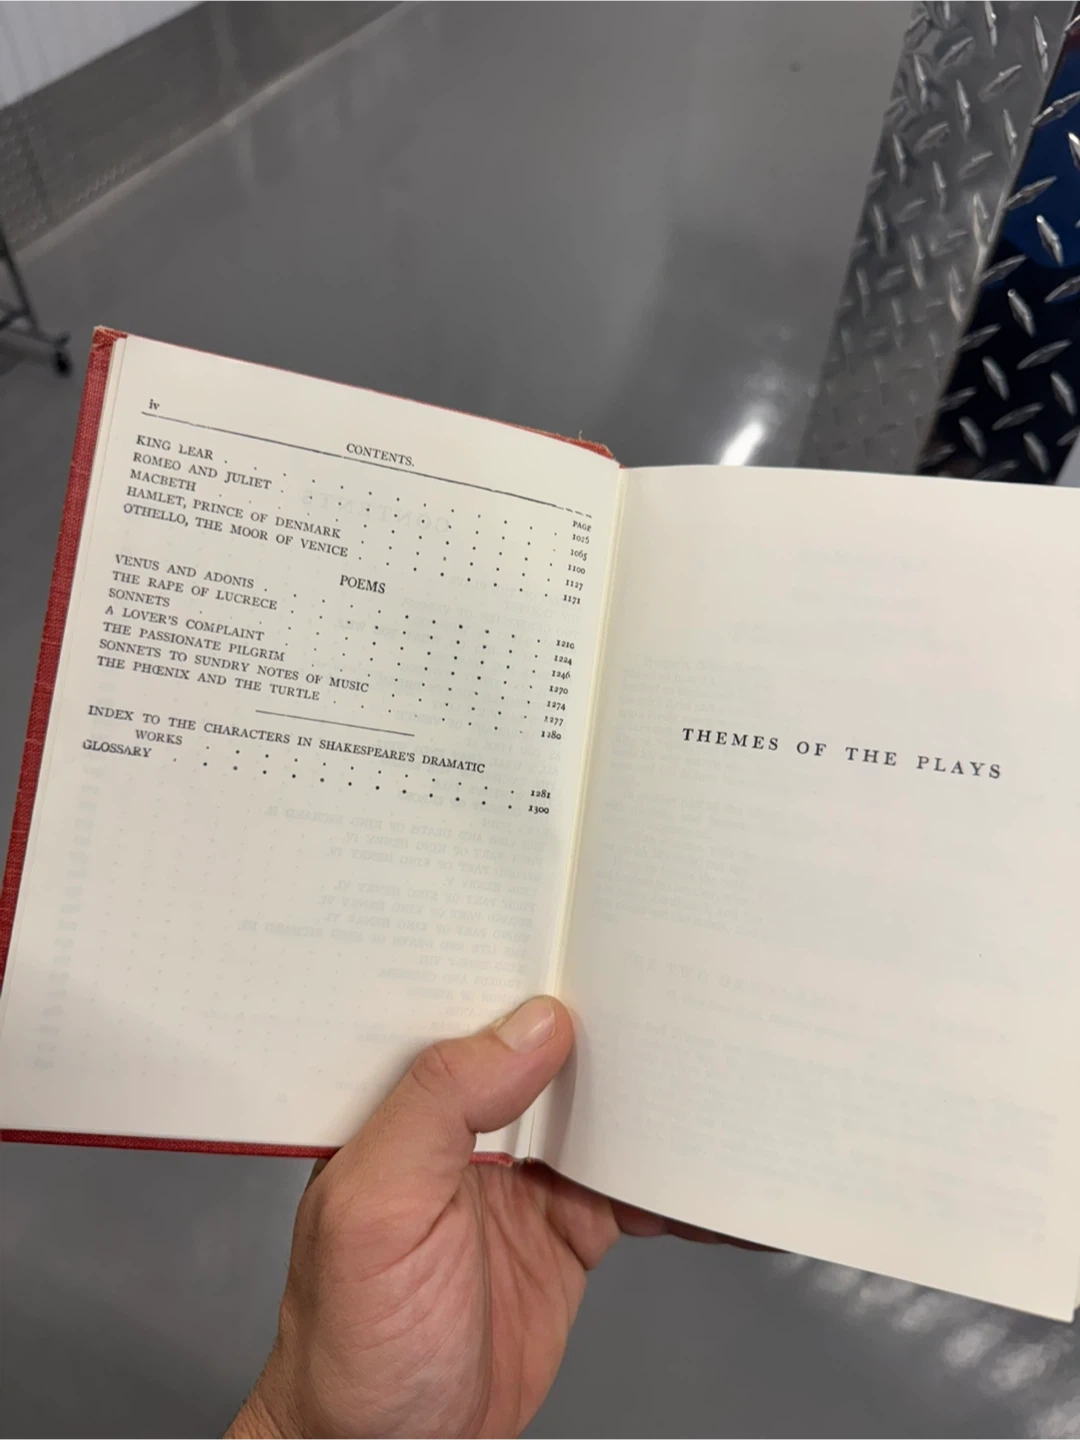 iv
CONTENTS.
PAGE
KING LEAR . . . . . . . . . . 1026
ROMEO AND JULIET . . . . . . . . 1065
MACBETH . . . . . . . . . . 1100
HAMLET, PRINCE OF DENMARK . . . . . . 1127
OTHELLO, THE MOOR OF VENICE . . . . . . 1171
POEMS
VENUS AND ADONIS . . . . . . . . . 1210
THE RAPE OF LUCRECE . . . . . . . . 1224
SONNETS . . . . . . . . . . 1246
A LOVER'S COMPLAINT . . . . . . . . 1270
THE PASSIONATE PILGRIM . . . . . . . 1274
SONNETS TO SUNDRY NOTES OF MUSIC . . . . . 1277
THE PHŒNIX AND THE TURTLE . . . . . . 1280
INDEX TO THE CHARACTERS IN SHAKESPEARE'S DRAMATIC
WORKS . . . . . . . . . . 1281
GLOSSARY . . . . . . . . . . 1300
THEMES OF THE PLAYS